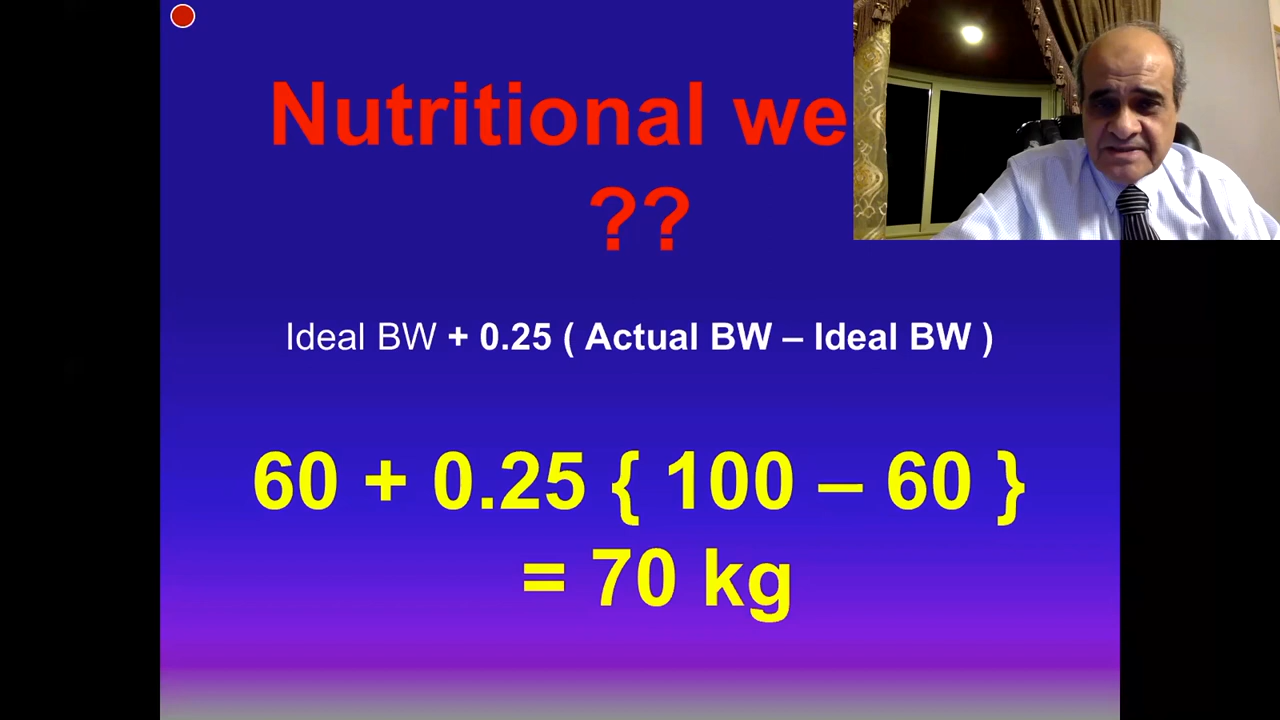 Nutritional we
??
Ideal BW + 0.25 ( Actual BW – Ideal BW )
60 + 0.25 { 100 – 60 }
= 70 kg